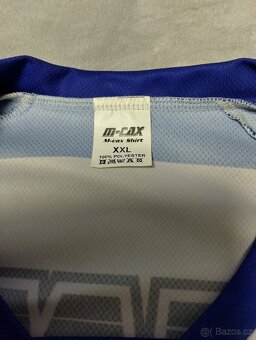 m-cax
M-cax Shirt
XXL
100% POLYESTER
Bazos.cz